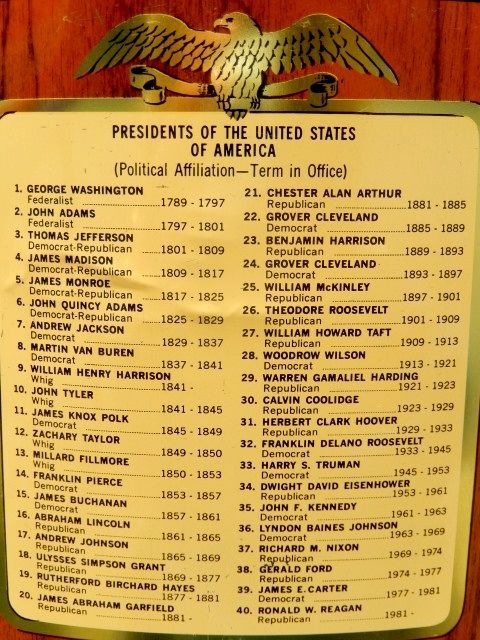 PRESIDENTS OF THE UNITED STATES
OF AMERICA
(Political Affiliation—Term in Office)
1. GEORGE WASHINGTON
Federalist 1789 - 1797
2. JOHN ADAMS
Federalist 1797 - 1801
3. THOMAS JEFFERSON
Democrat-Republican 1801 - 1809
4. JAMES MADISON
Democrat-Republican 1809 - 1817
5. JAMES MONROE
Democrat-Republican 1817 - 1825
6. JOHN QUINCY ADAMS
Democrat-Republican 1825 - 1829
7. ANDREW JACKSON
Democrat 1829 - 1837
8. MARTIN VAN BUREN
Democrat 1837 - 1841
9. WILLIAM HENRY HARRISON
Whig 1841 -
10. JOHN TYLER
Whig 1841 - 1845
11. JAMES KNOX POLK
Democrat 1845 - 1849
12. ZACHARY TAYLOR
Whig 1849 - 1850
13. MILLARD FILLMORE
Whig 1850 - 1853
14. FRANKLIN PIERCE
Democrat 1853 - 1857
15. JAMES BUCHANAN
Democrat 1857 - 1861
16. ABRAHAM LINCOLN
Republican 1861 - 1865
17. ANDREW JOHNSON
Republican 1865 - 1869
18. ULYSSES SIMPSON GRANT
Republican 1869 - 1877
19. RUTHERFORD BIRCHARD HAYES
Republican 1877 - 1881
20. JAMES ABRAHAM GARFIELD
Republican 1881 -
21. CHESTER ALAN ARTHUR
Republican 1881 - 1885
22. GROVER CLEVELAND
Democrat 1885 - 1889
23. BENJAMIN HARRISON
Republican 1889 - 1893
24. GROVER CLEVELAND
Democrat 1893 - 1897
25. WILLIAM McKINLEY
Republican 1897 - 1901
26. THEODORE ROOSEVELT
Republican 1901 - 1909
27. WILLIAM HOWARD TAFT
Republican 1909 - 1913
28. WOODROW WILSON
Democrat 1913 - 1921
29. WARREN GAMALIEL HARDING
Republican 1921 - 1923
30. CALVIN COOLIDGE
Republican 1923 - 1929
31. HERBERT CLARK HOOVER
Republican 1929 - 1933
32. FRANKLIN DELANO ROOSEVELT
Democrat 1933 - 1945
33. HARRY S. TRUMAN
Democrat 1945 - 1953
34. DWIGHT DAVID EISENHOWER
Republican 1953 - 1961
35. JOHN F. KENNEDY
Democrat 1961 - 1963
36. LYNDON BAINES JOHNSON
Democrat 1963 - 1969
37. RICHARD M. NIXON
Republican 1969 - 1974
38. GERALD FORD
Republican 1974 - 1977
39. JAMES E. CARTER
Democrat 1977 - 1981
40. RONALD W. REAGAN
Republican 1981 -